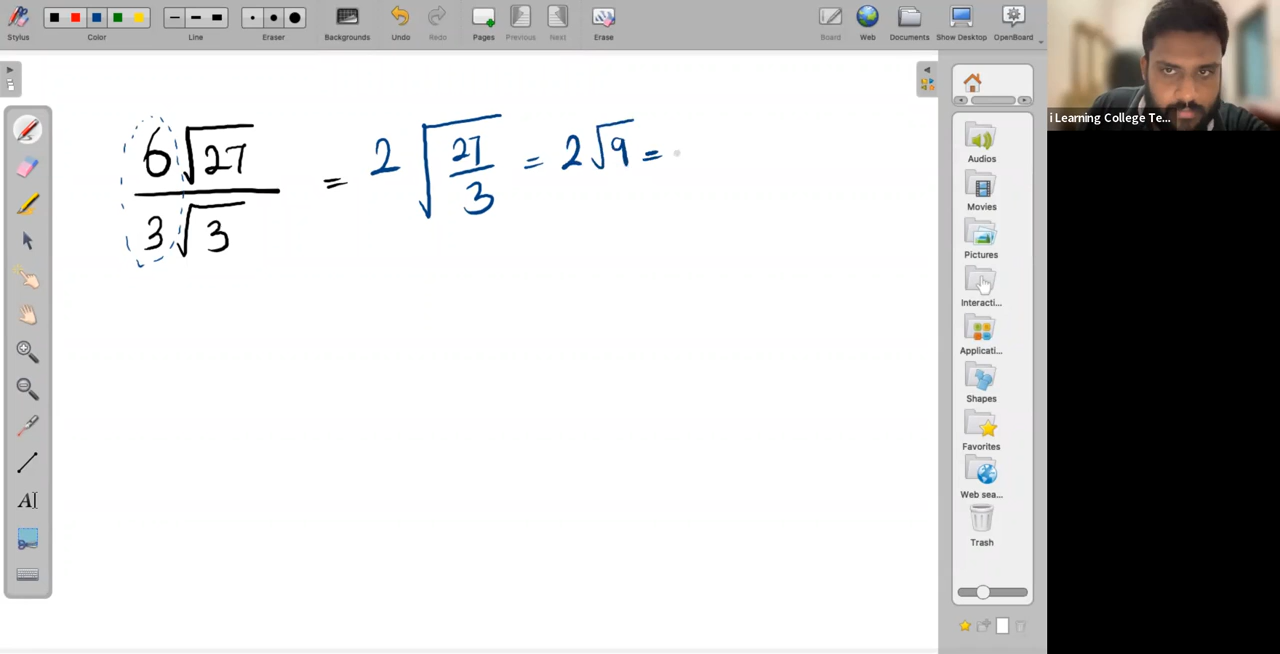 Stylus Color Line Eraser Backgrounds Undo Redo Pages Previous Next Erase Board Web Documents Show Desktop OpenBoard
6√27 / 3√3 = 2√(27/3) = 2√9 =
Audios
Movies
Pictures
Interacti...
Applicati...
Shapes
Favorites
Web sea...
Trash
i Learning College Te...